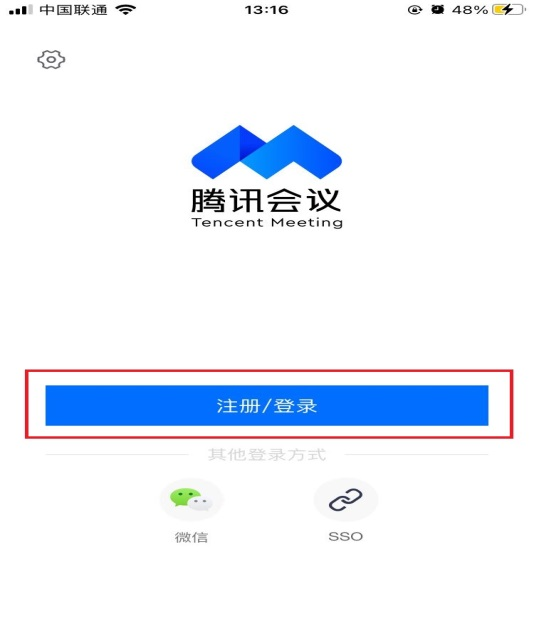 中国联通 13:16 48%
腾讯会议
Tencent Meeting
注册/登录
其他登录方式
微信 SSO